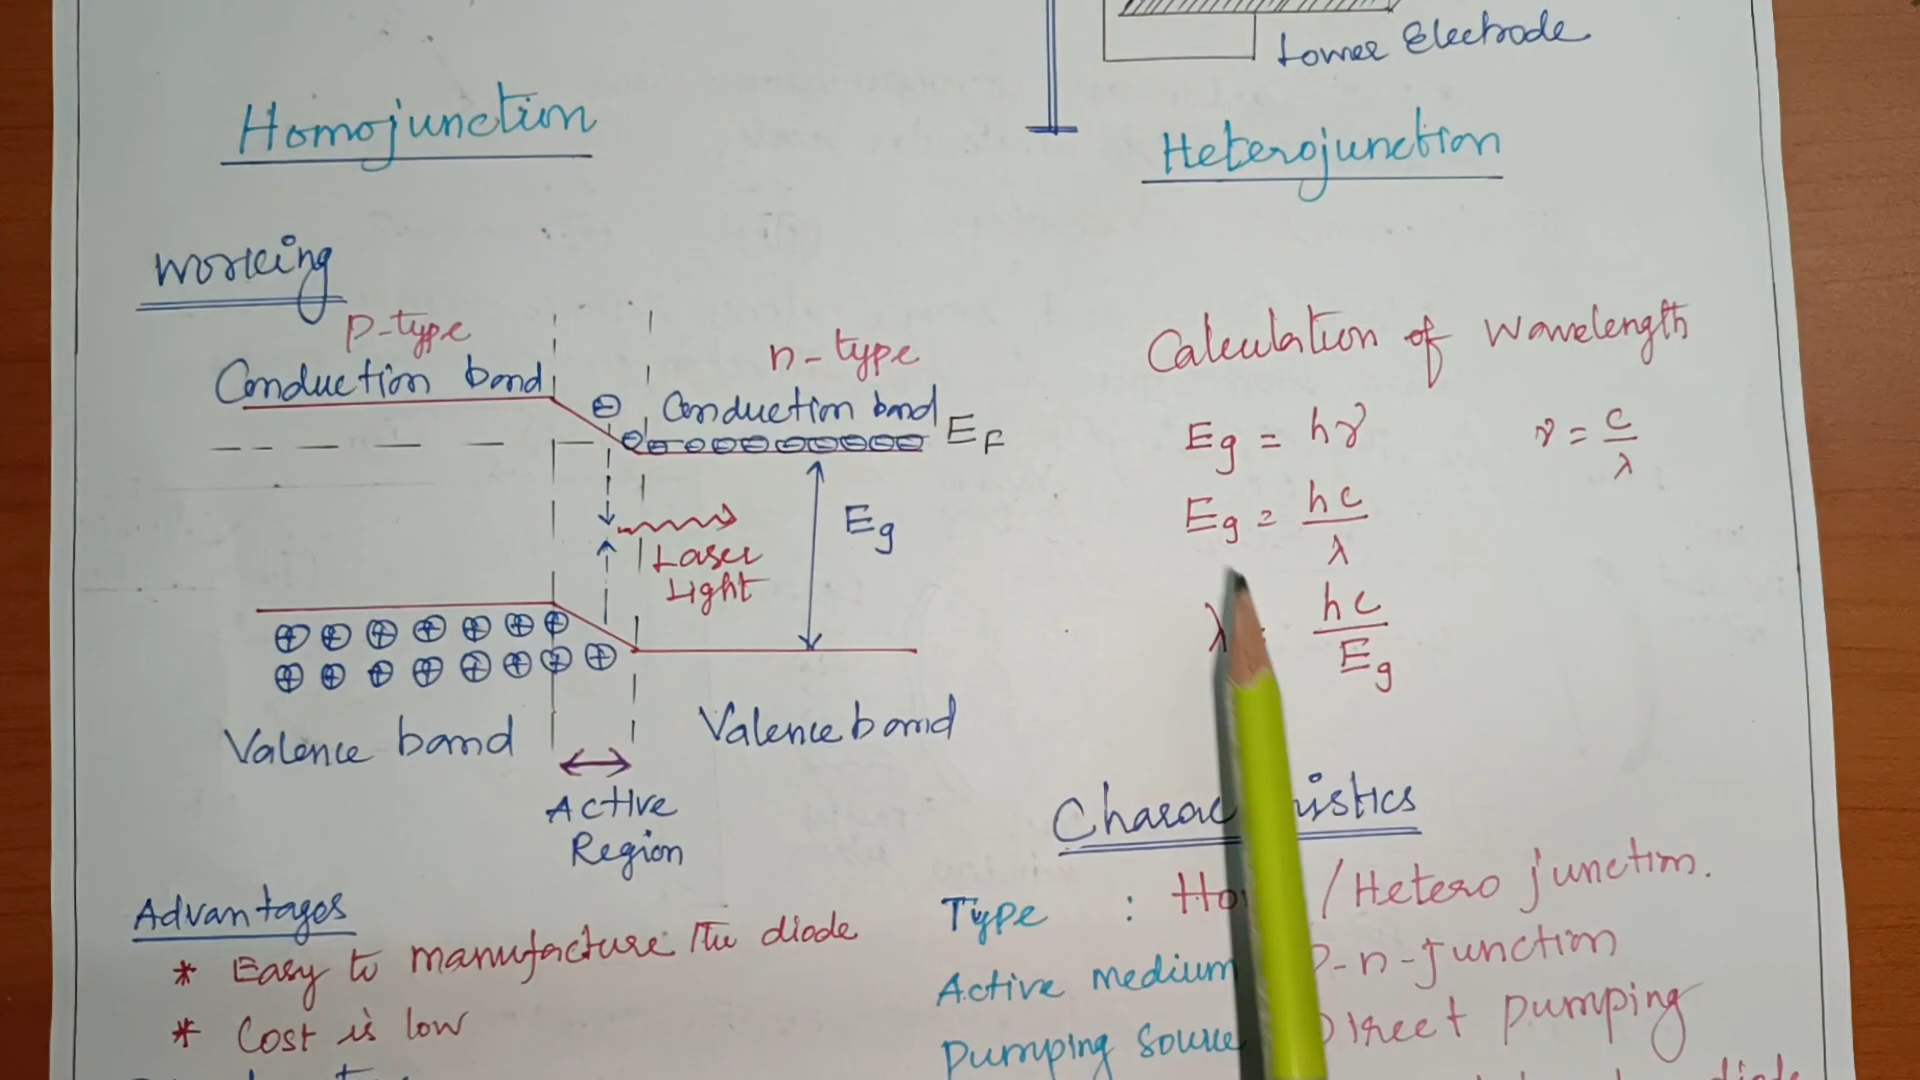 Lower Electrode
Homojunction
Heterojunction
Working
P-type
Conduction band
n-type
Conduction band
EF
Eg
Laser
Light
Valence band
Valence band
Active
Region
Calculation of wavelength
Eg = hγ
γ = c/λ
Eg = hc/λ
λ = hc/Eg
Advantages
* Easy to manufacture the diode
* Cost is low
Characteristics
Type : Ho / Hetero junction.
Active medium P-n-junction
Pumping source Direct pumping
diode